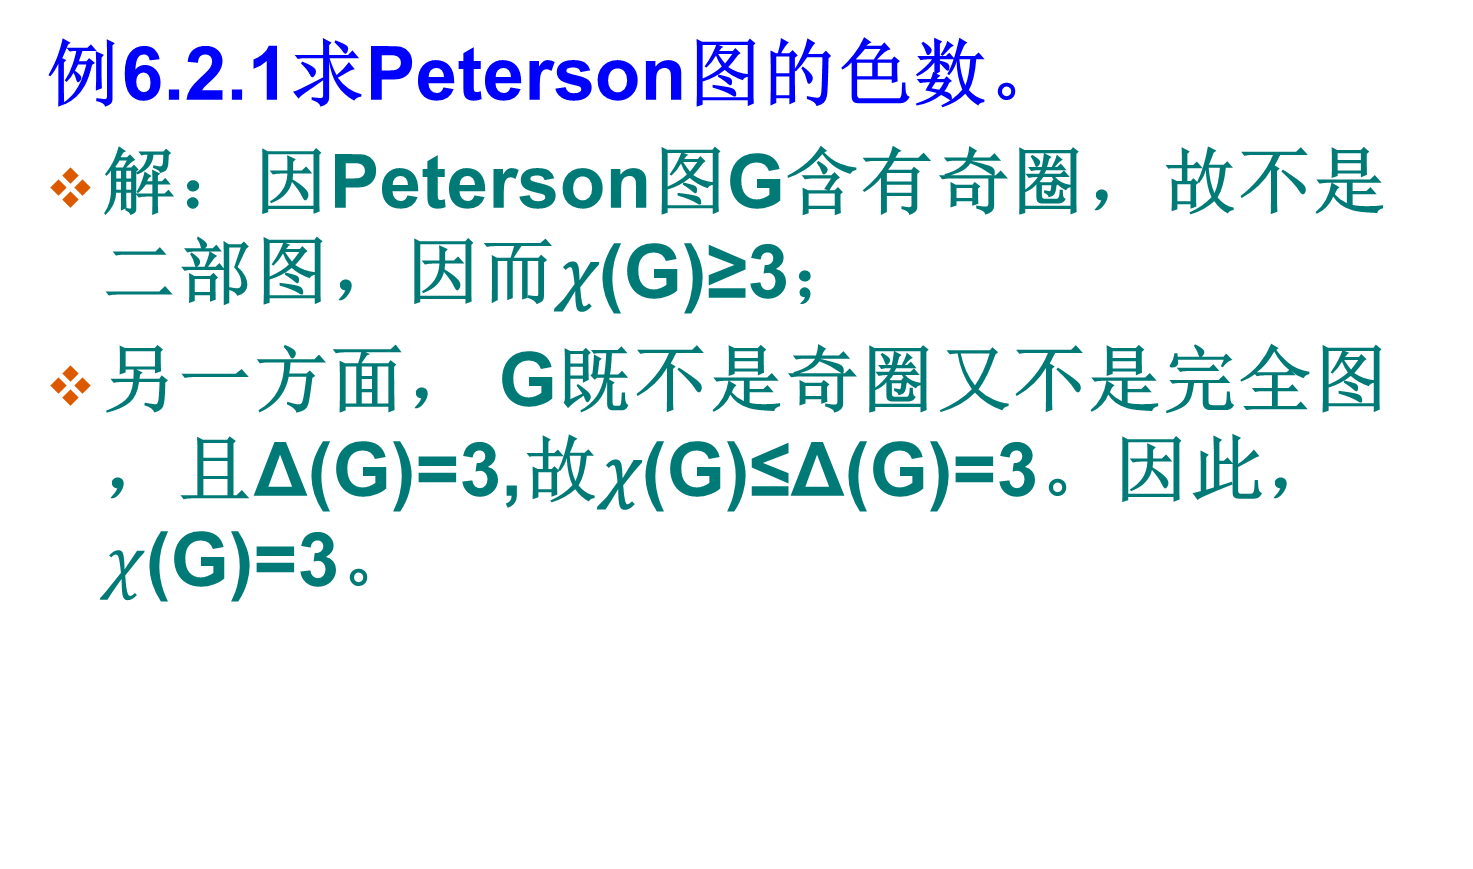 例6.2.1求Peterson图的色数。
解：因Peterson图G含有奇圈，故不是
二部图，因而χ(G)≥3；
另一方面， G既不是奇圈又不是完全图
，且Δ(G)=3,故χ(G)≤Δ(G)=3。因此，
χ(G)=3。